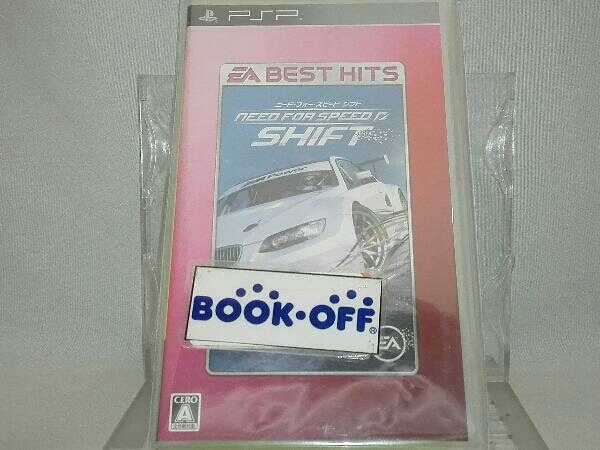 PSP
EA BEST HITS
ニード・フォー・スピード シフト
NEED FOR SPEED
SHIFT
BOOK・OFF®
EA
CERO
A